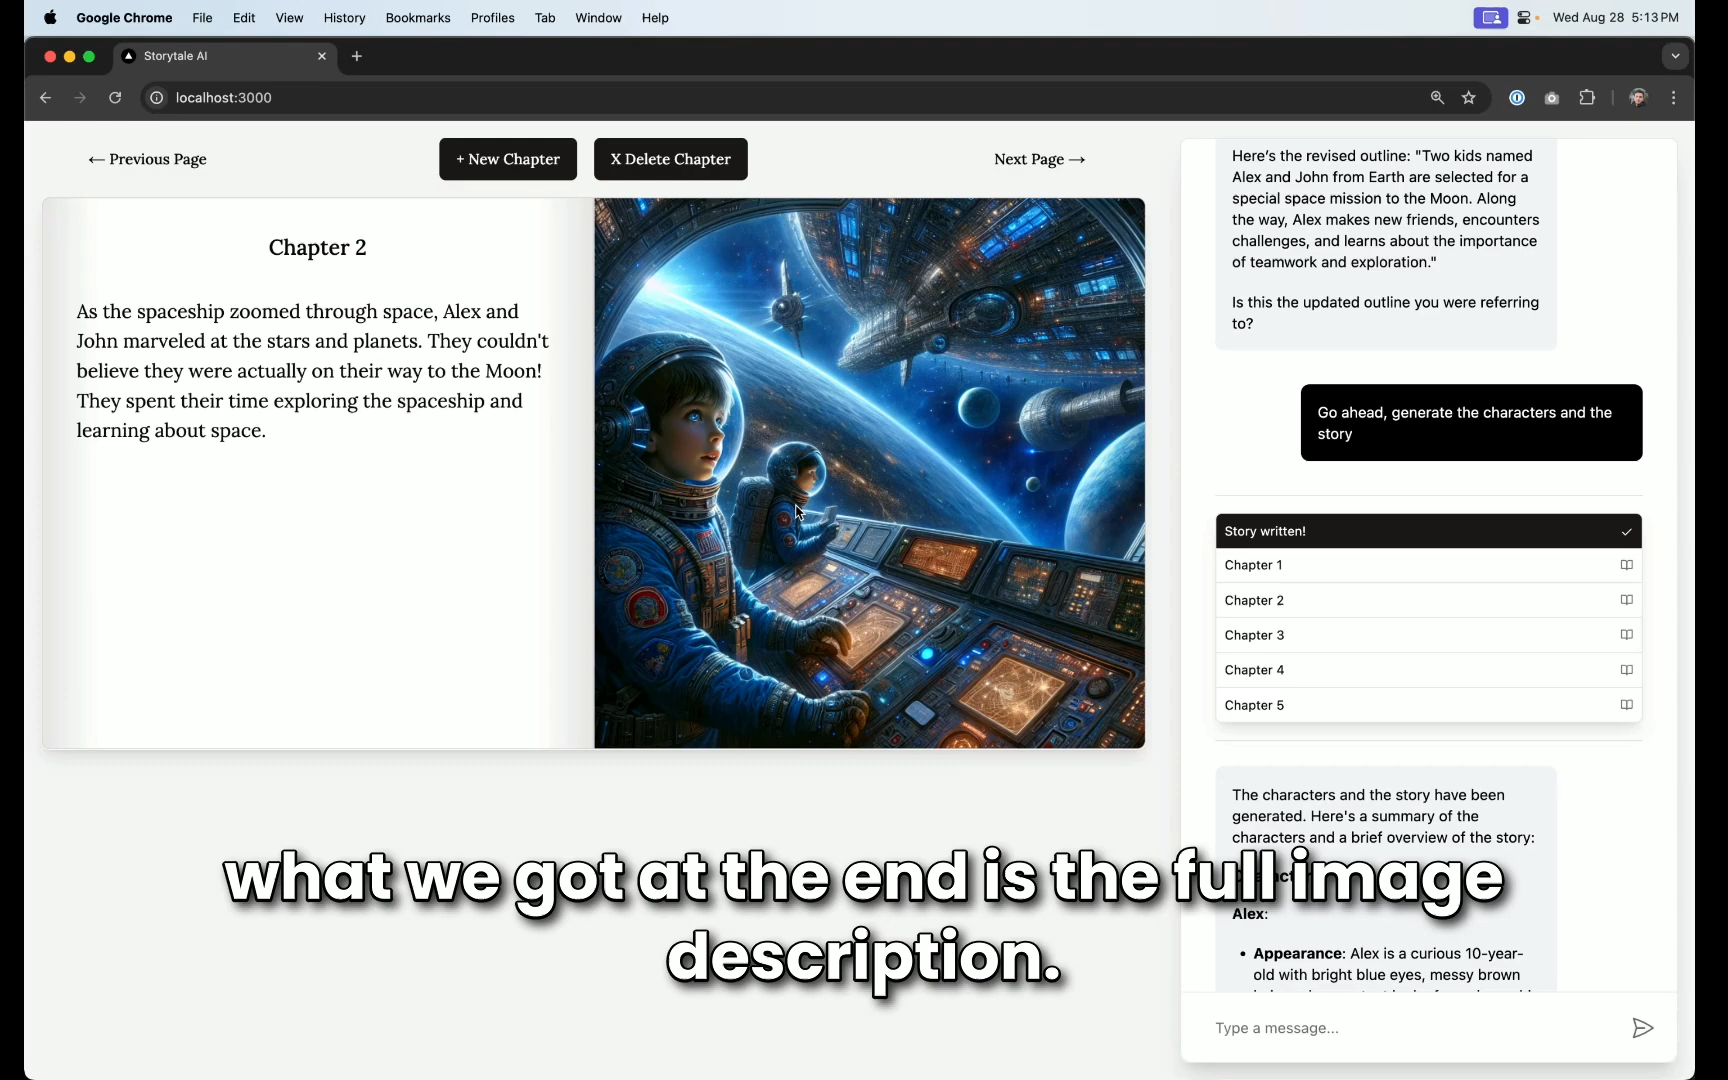 Google Chrome File Edit View History Bookmarks Profiles Tab Window Help Wed Aug 28 5:13 PM
Storytale AI
localhost:3000
← Previous Page
+ New Chapter
X Delete Chapter
Next Page →
Chapter 2
As the spaceship zoomed through space, Alex and
John marveled at the stars and planets. They couldn't
believe they were actually on their way to the Moon!
They spent their time exploring the spaceship and
learning about space.
Here's the revised outline: "Two kids named
Alex and John from Earth are selected for a
special space mission to the Moon. Along
the way, Alex makes new friends, encounters
challenges, and learns about the importance
of teamwork and exploration."
Is this the updated outline you were referring
to?
Go ahead, generate the characters and the
story
Story written!
Chapter 1
Chapter 2
Chapter 3
Chapter 4
Chapter 5
The characters and the story have been
generated. Here's a summary of the
characters and a brief overview of the story:
Alex:
• Appearance: Alex is a curious 10-year-
old with bright blue eyes, messy brown
Type a message...
what we got at the end is the full image
description.